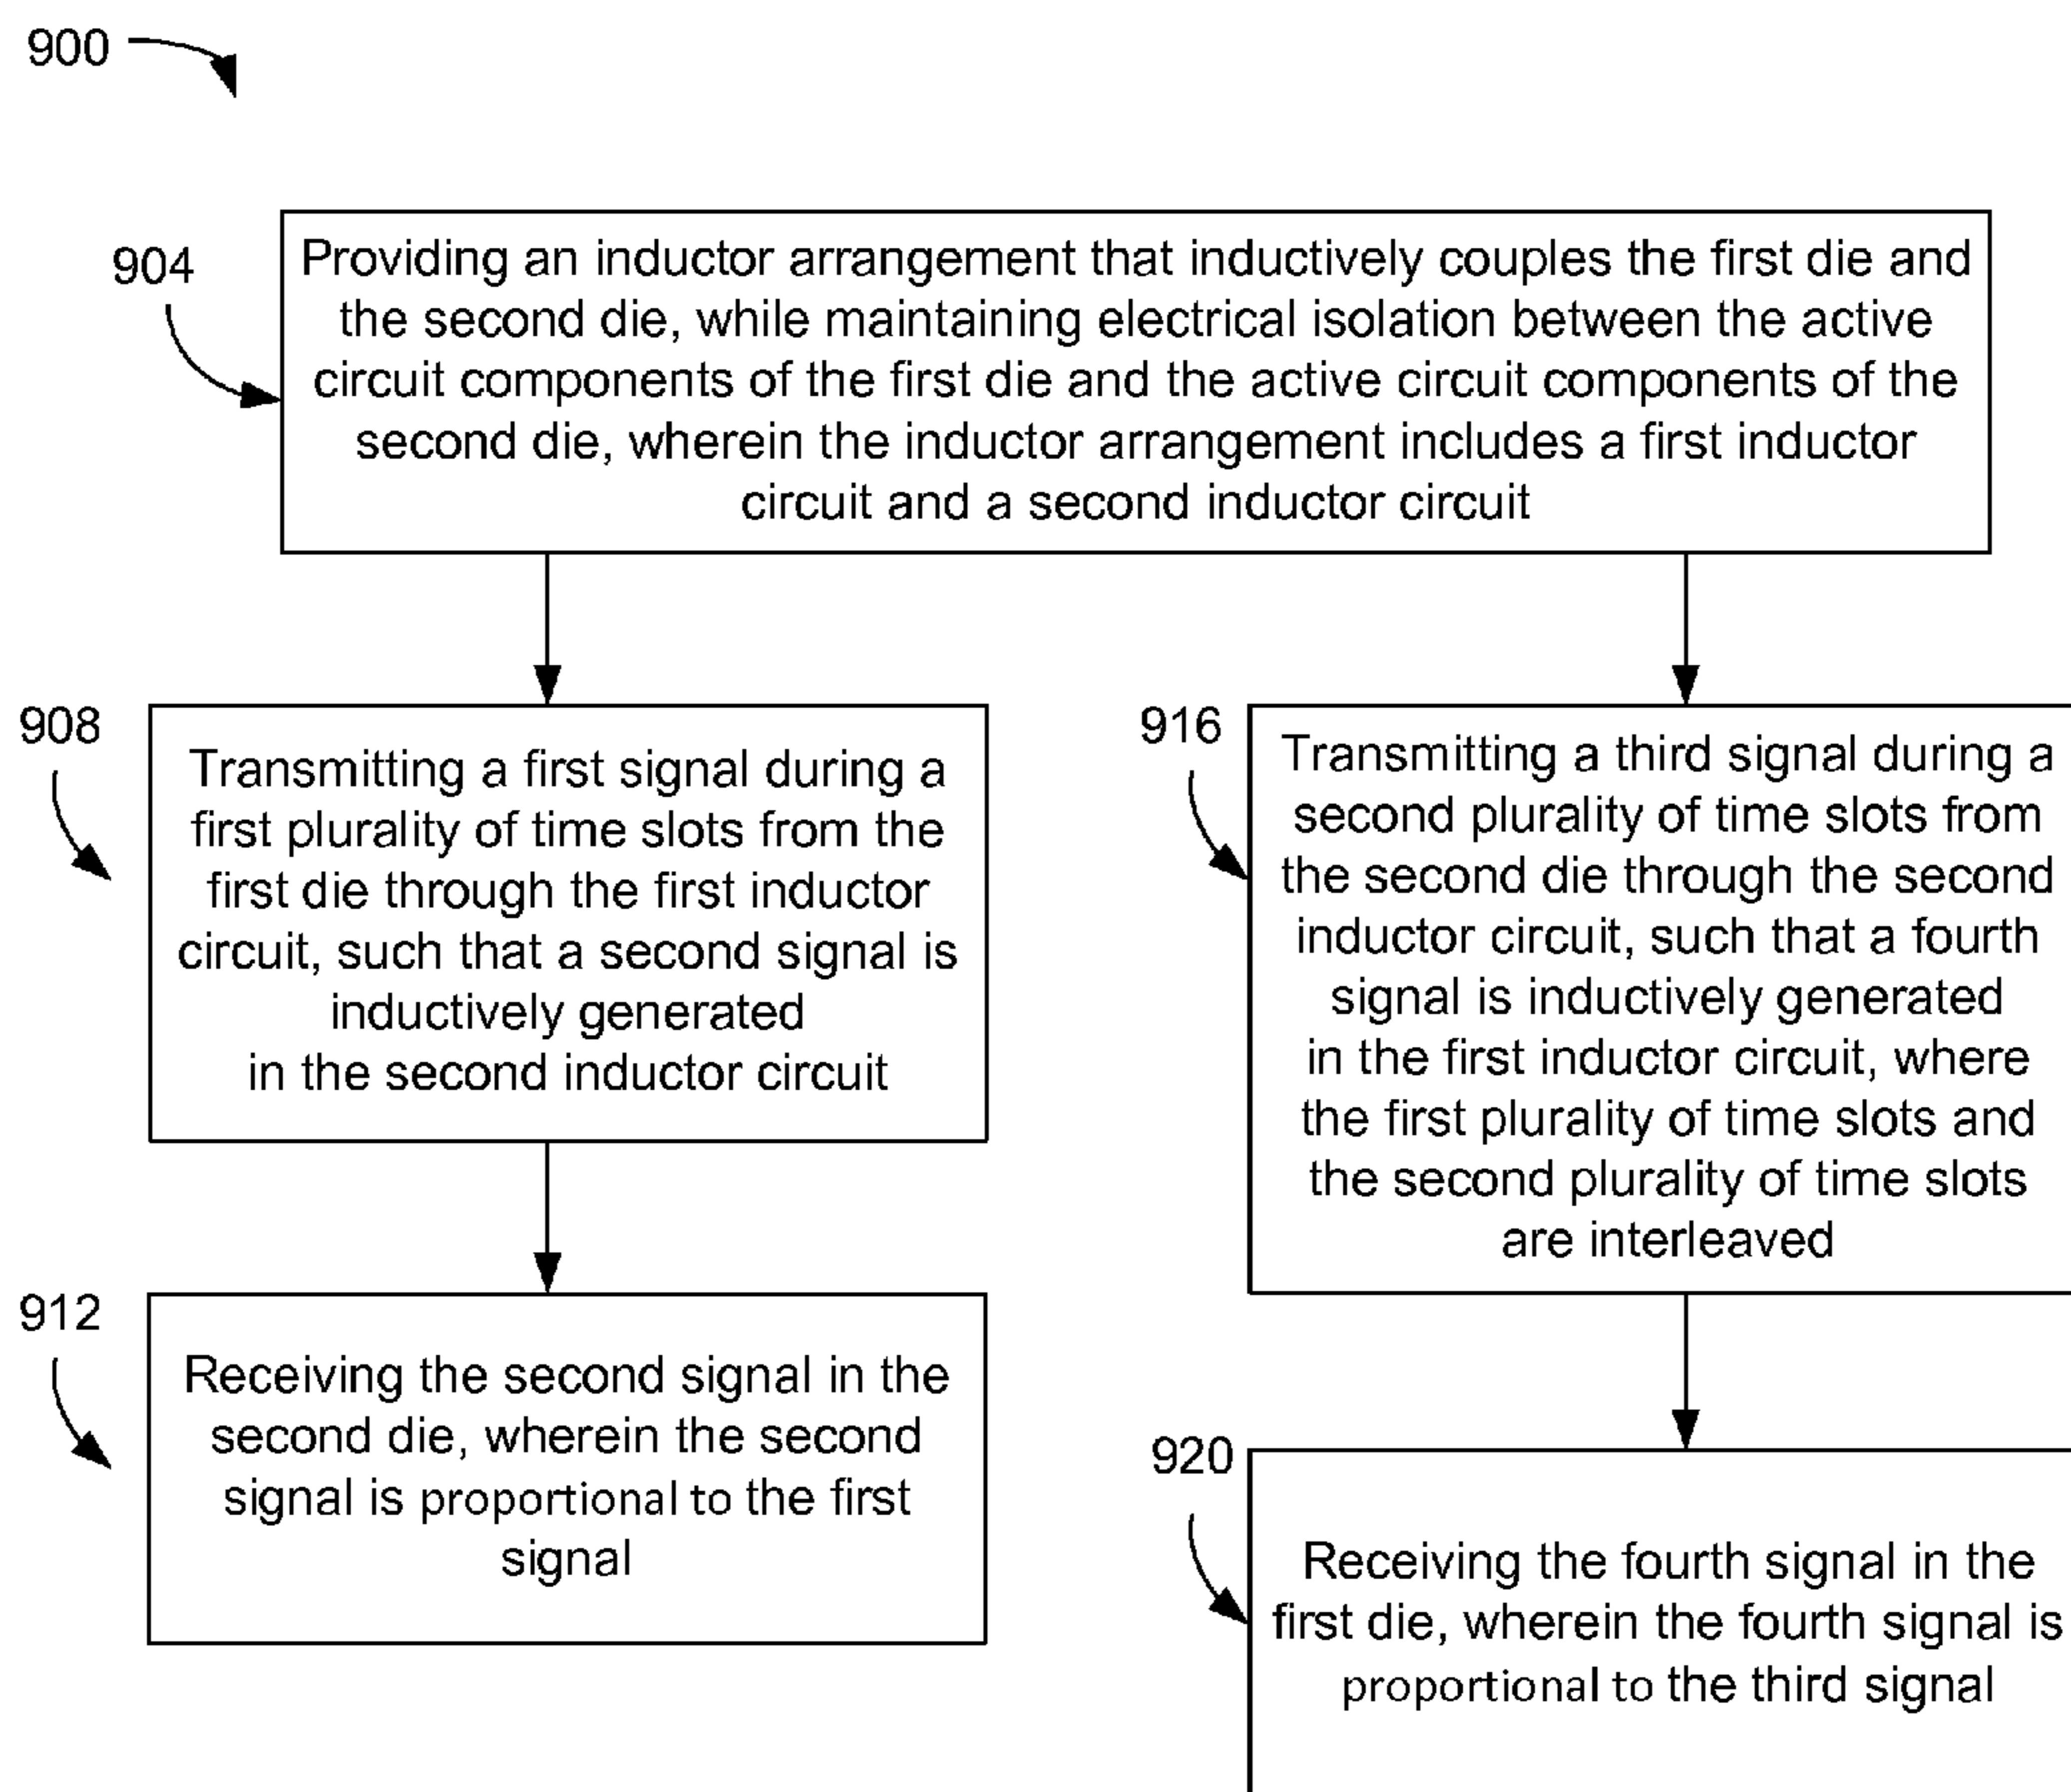 900
904
Providing an inductor arrangement that inductively couples the first die and
the second die, while maintaining electrical isolation between the active
circuit components of the first die and the active circuit components of the
second die, wherein the inductor arrangement includes a first inductor
circuit and a second inductor circuit
908
Transmitting a first signal during a
first plurality of time slots from the
first die through the first inductor
circuit, such that a second signal is
inductively generated
in the second inductor circuit
912
Receiving the second signal in the
second die, wherein the second
signal is proportional to the first
signal
916
Transmitting a third signal during a
second plurality of time slots from
the second die through the second
inductor circuit, such that a fourth
signal is inductively generated
in the first inductor circuit, where
the first plurality of time slots and
the second plurality of time slots
are interleaved
920
Receiving the fourth signal in the
first die, wherein the fourth signal is
proportional to the third signal